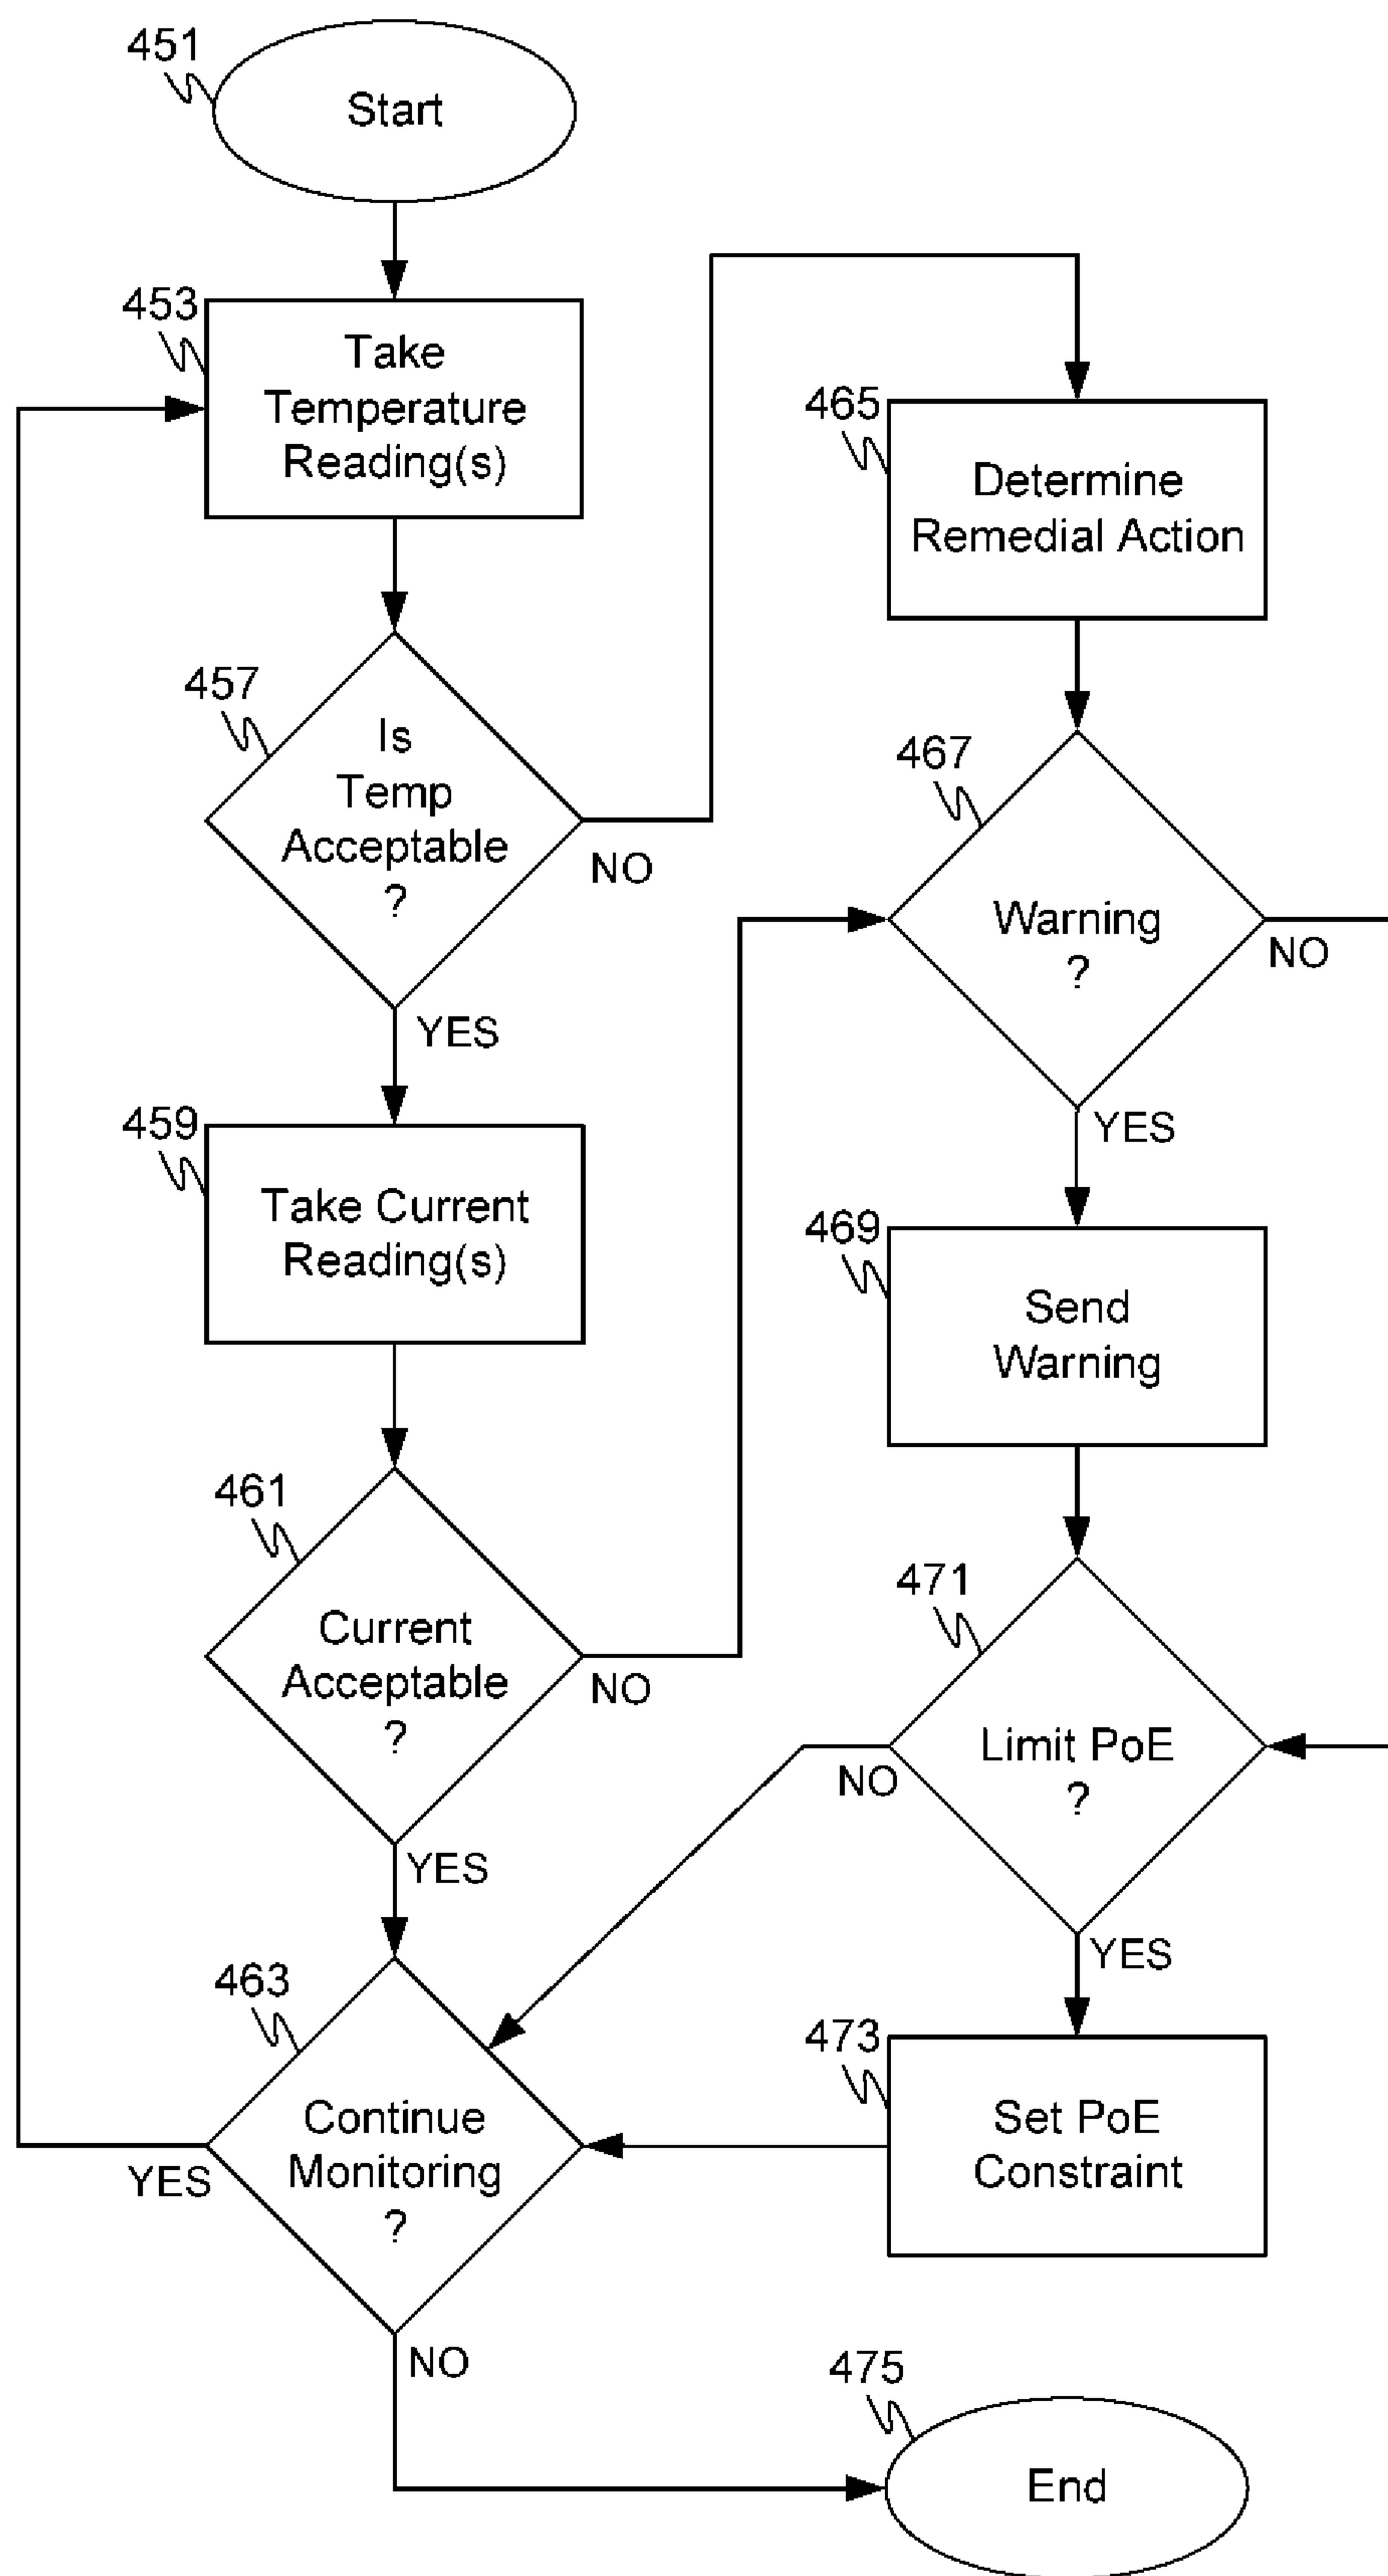 451
Start
453
Take
Temperature
Reading(s)
457
Is
Temp
Acceptable
?
NO
YES
459
Take Current
Reading(s)
461
Current
Acceptable
?
NO
YES
463
Continue
Monitoring
?
YES
NO
465
Determine
Remedial Action
467
Warning
?
NO
YES
469
Send
Warning
471
Limit PoE
?
NO
YES
473
Set PoE
Constraint
475
End